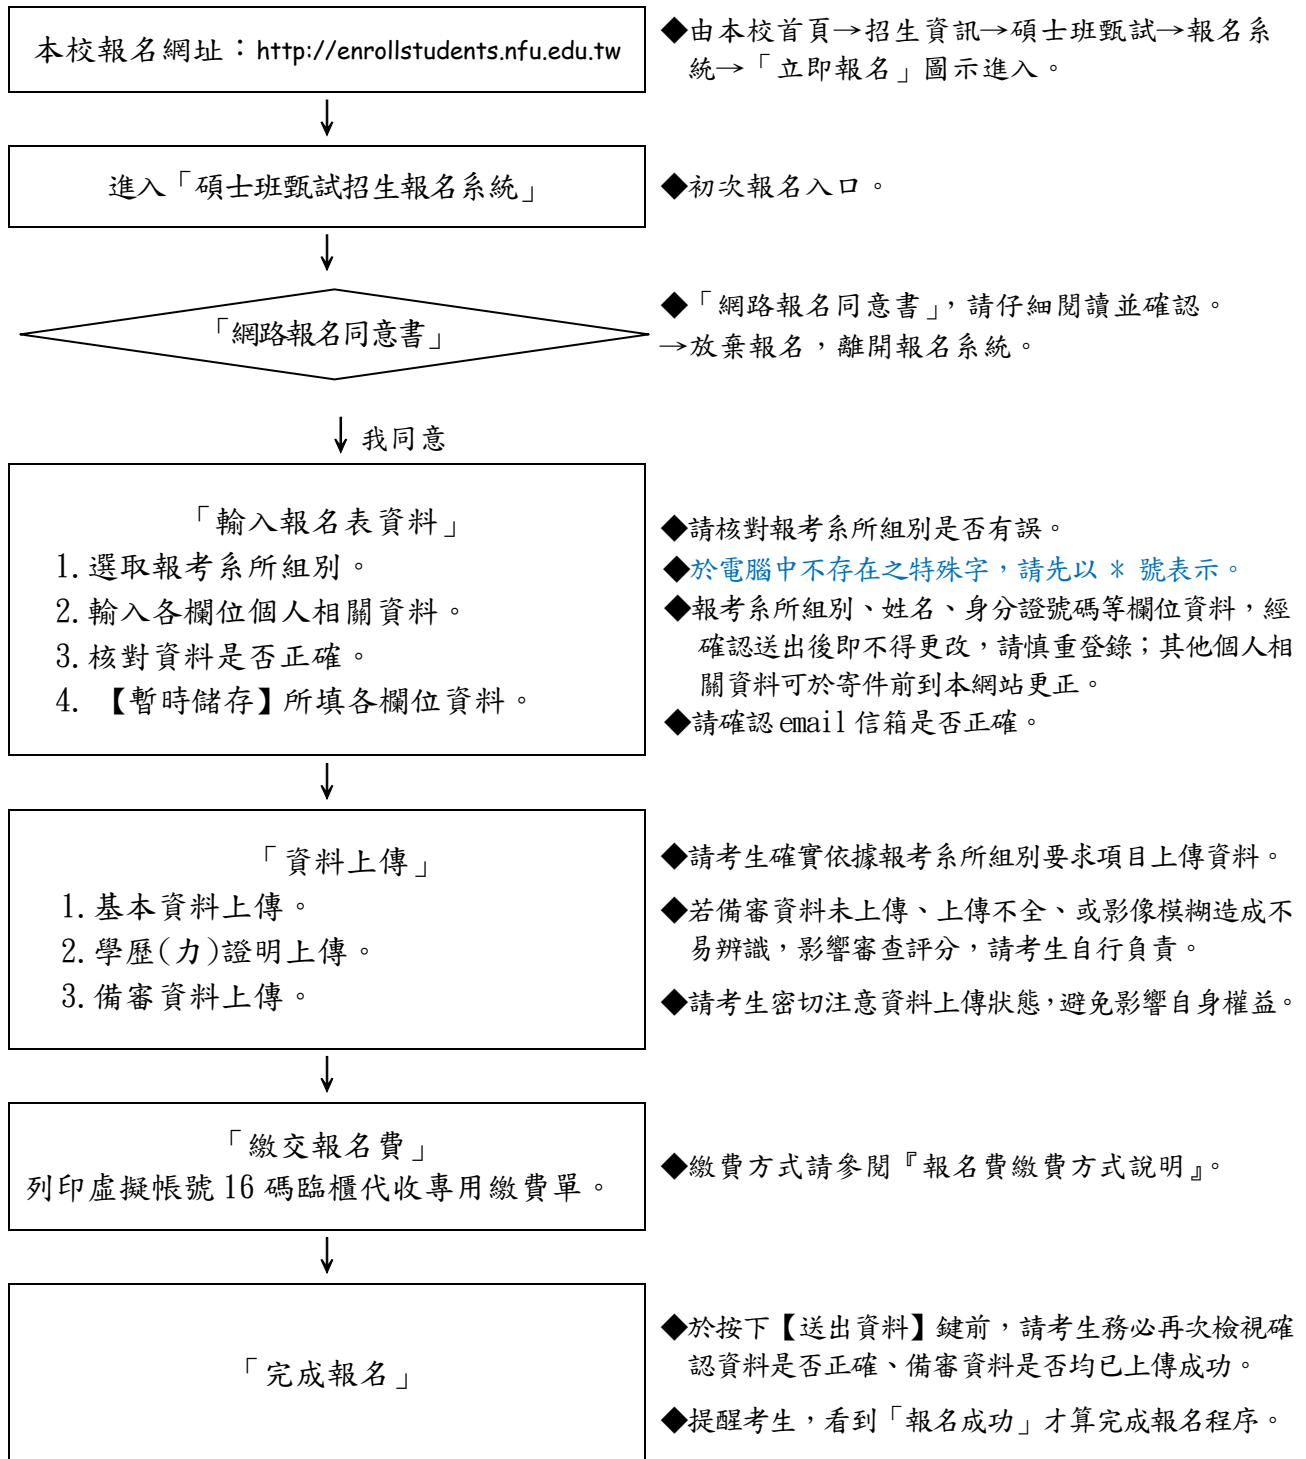 本校報名網址：http://enrollstudents.nfu.edu.tw
◆由本校首頁→招生資訊→碩士班甄試→報名系
統→「立即報名」圖示進入。
進入「碩士班甄試招生報名系統」
◆初次報名入口。
「網路報名同意書」
◆「網路報名同意書」，請仔細閱讀並確認。
→放棄報名，離開報名系統。
我同意
「輸入報名表資料」
1.選取報考系所組別。
2.輸入各欄位個人相關資料。
3.核對資料是否正確。
4. 【暫時儲存】所填各欄位資料。
◆請核對報考系所組別是否有誤。
◆於電腦中不存在之特殊字，請先以 * 號表示。
◆報考系所組別、姓名、身分證號碼等欄位資料，經
確認送出後即不得更改，請慎重登錄；其他個人相
關資料可於寄件前到本網站更正。
◆請確認 email 信箱是否正確。
「資料上傳」
1.基本資料上傳。
2.學歷(力)證明上傳。
3.備審資料上傳。
◆請考生確實依據報考系所組別要求項目上傳資料。
◆若備審資料未上傳、上傳不全、或影像模糊造成不
易辨識，影響審查評分，請考生自行負責。
◆請考生密切注意資料上傳狀態，避免影響自身權益。
「繳交報名費」
列印虛擬帳號 16 碼臨櫃代收專用繳費單。
◆繳費方式請參閱『報名費繳費方式說明』。
「完成報名」
◆於按下【送出資料】鍵前，請考生務必再次檢視確
認資料是否正確、備審資料是否均已上傳成功。
◆提醒考生，看到「報名成功」才算完成報名程序。